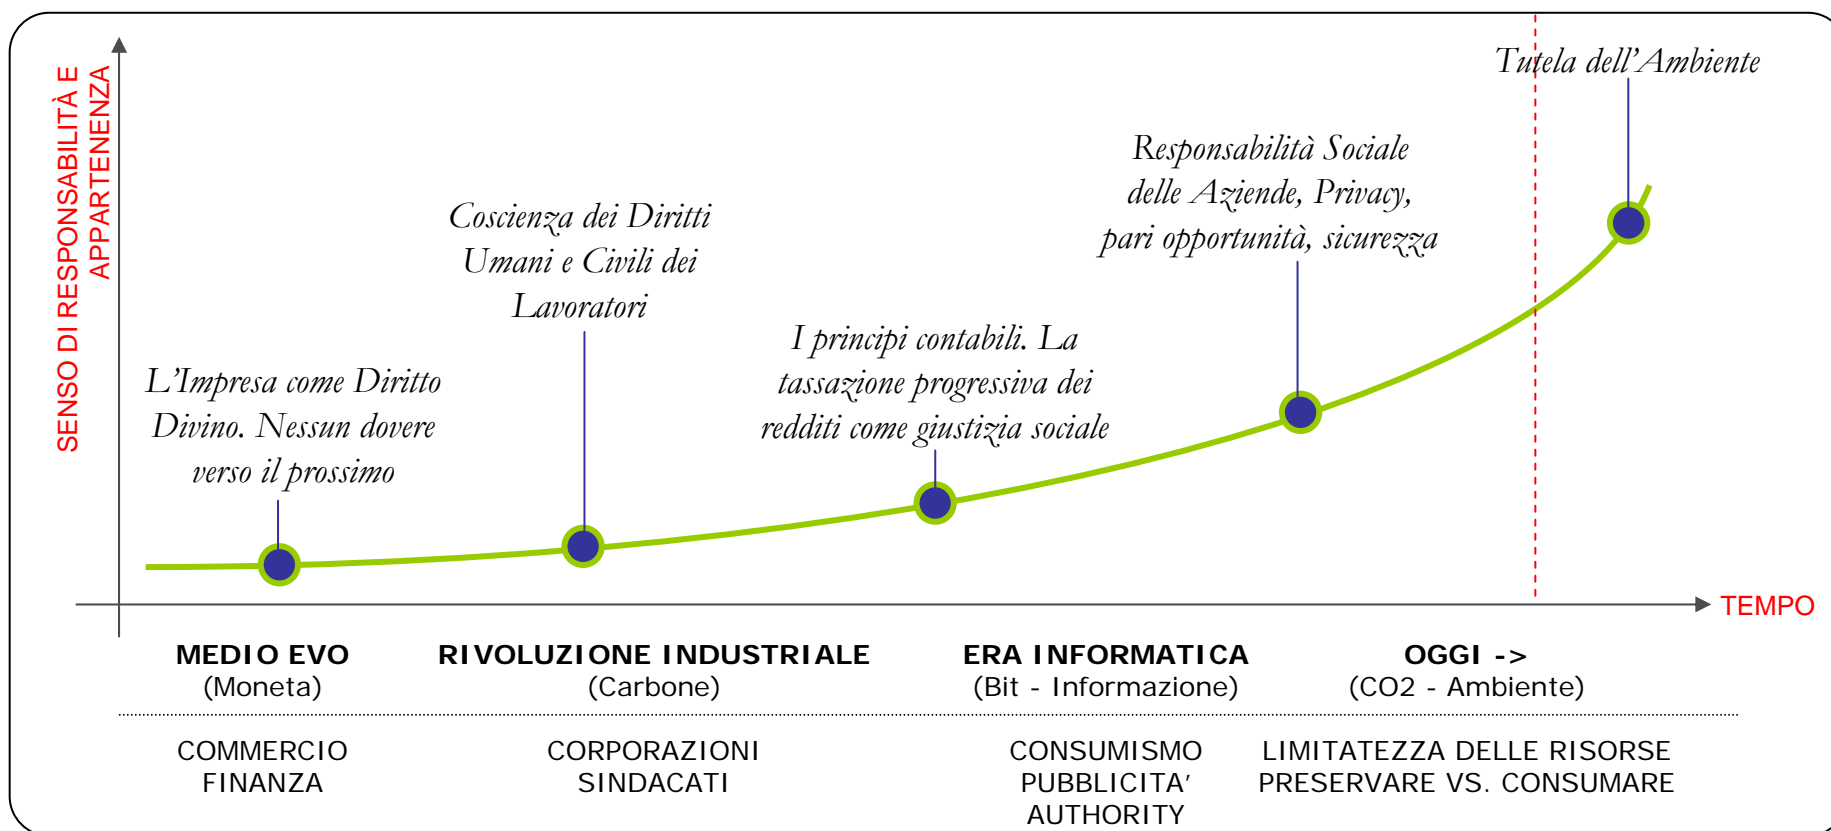 SENSO DI RESPONSABILITÀ E
APPARTENENZA
Tutela dell'Ambiente
Responsabilità Sociale
delle Aziende, Privacy,
pari opportunità, sicurezza
Coscienza dei Diritti
Umani e Civili dei
Lavoratori
I principi contabili. La
tassazione progressiva dei
redditi come giustizia sociale
L'Impresa come Diritto
Divino. Nessun dovere
verso il prossimo
TEMPO
MEDIO EVO
(Moneta)
RIVOLUZIONE INDUSTRIALE
(Carbone)
ERA INFORMATICA
(Bit - Informazione)
OGGI ->
(CO2 - Ambiente)
COMMERCIO
FINANZA
CORPORAZIONI
SINDACATI
CONSUMISMO
PUBBLICITA'
AUTHORITY
LIMITATEZZA DELLE RISORSE
PRESERVARE VS. CONSUMARE